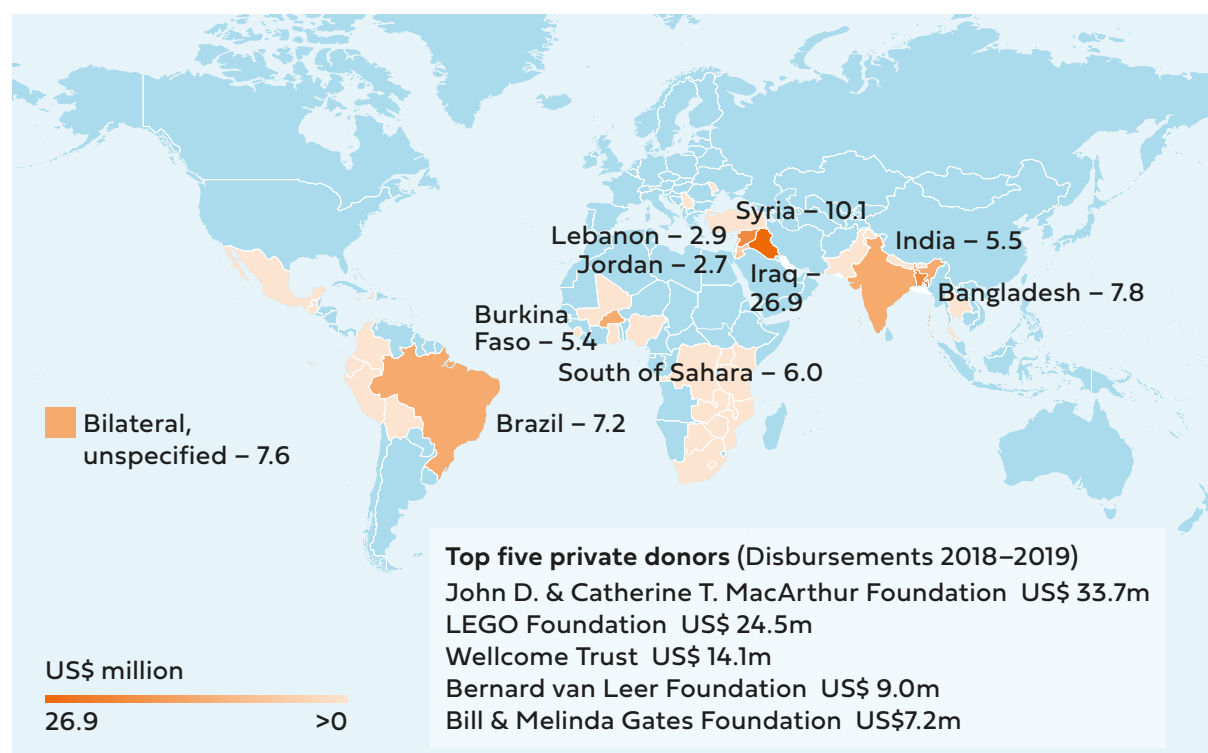 Syria – 10.1
Lebanon – 2.9
Jordan – 2.7
Iraq –
26.9
India – 5.5
Bangladesh – 7.8
Burkina
Faso – 5.4
South of Sahara – 6.0
Brazil – 7.2
Bilateral,
unspecified – 7.6
Top five private donors (Disbursements 2018–2019)
John D. & Catherine T. MacArthur Foundation US$ 33.7m
LEGO Foundation US$ 24.5m
Wellcome Trust US$ 14.1m
Bernard van Leer Foundation US$ 9.0m
Bill & Melinda Gates Foundation US$7.2m
US$ million
26.9 >0